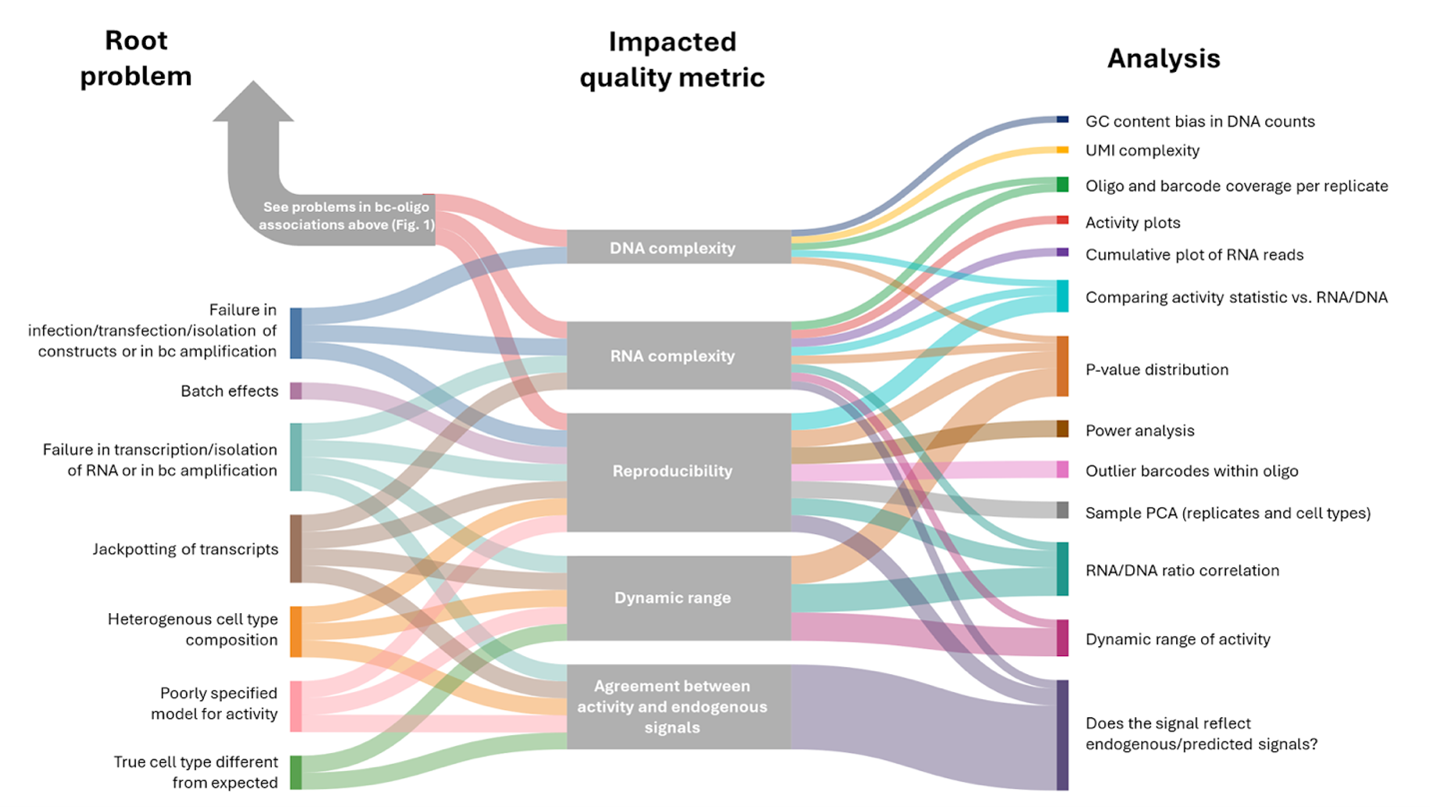 Root
problem
Impacted
quality metric
Analysis
See problems in bc-oligo
associations above (Fig. 1)
Failure in
infection/transfection/isolation of
constructs or in bc amplification
Batch effects
Failure in transcription/isolation
of RNA or in bc amplification
Jackpotting of transcripts
Heterogenous cell type
composition
Poorly specified
model for activity
True cell type different
from expected
DNA complexity
RNA complexity
Reproducibility
Dynamic range
Agreement between
activity and endogenous
signals
GC content bias in DNA counts
UMI complexity
Oligo and barcode coverage per replicate
Activity plots
Cumulative plot of RNA reads
Comparing activity statistic vs. RNA/DNA
P-value distribution
Power analysis
Outlier barcodes within oligo
Sample PCA (replicates and cell types)
RNA/DNA ratio correlation
Dynamic range of activity
Does the signal reflect
endogenous/predicted signals?